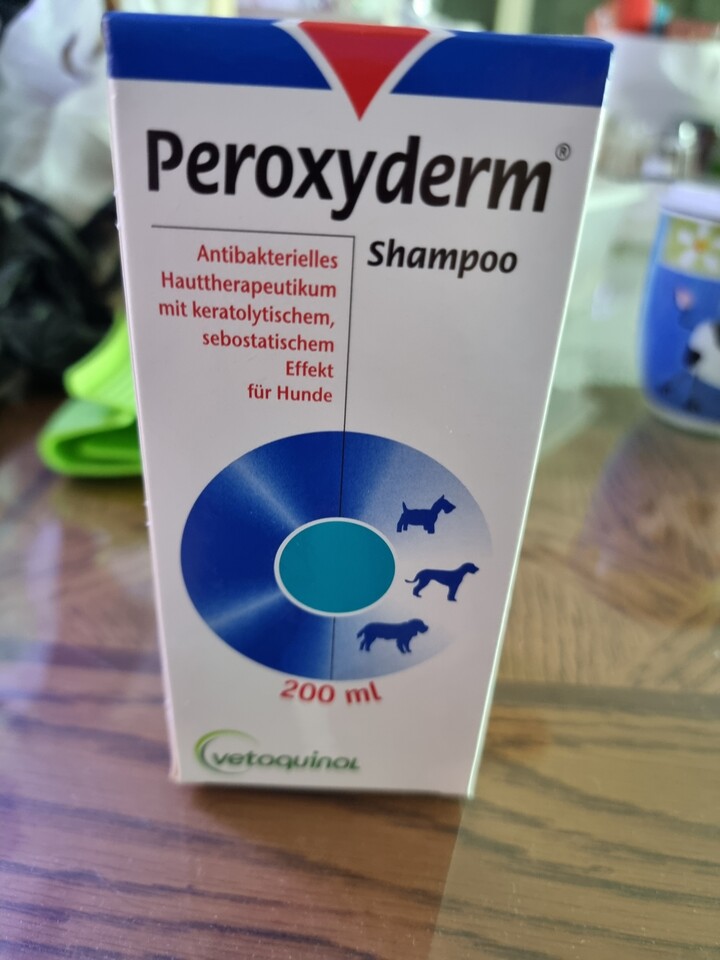 Peroxyderm®
Shampoo
Antibakterielles
Hauttherapeutikum
mit keratolytischem,
sebostatischem
Effekt
für Hunde
200 ml
vetoquinol